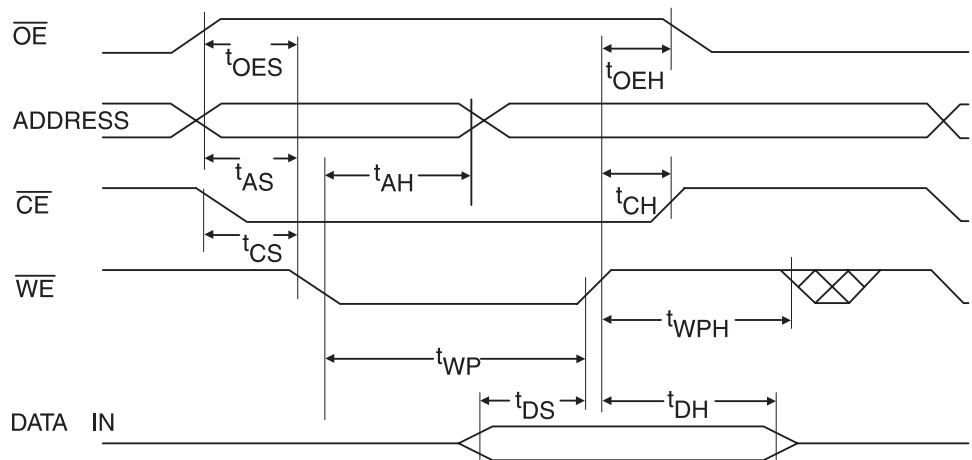 OE
tOES
tOEH
ADDRESS
tAS
tAH
CE
tCH
tCS
WE
tWPH
tWP
DATA IN
tDS
tDH